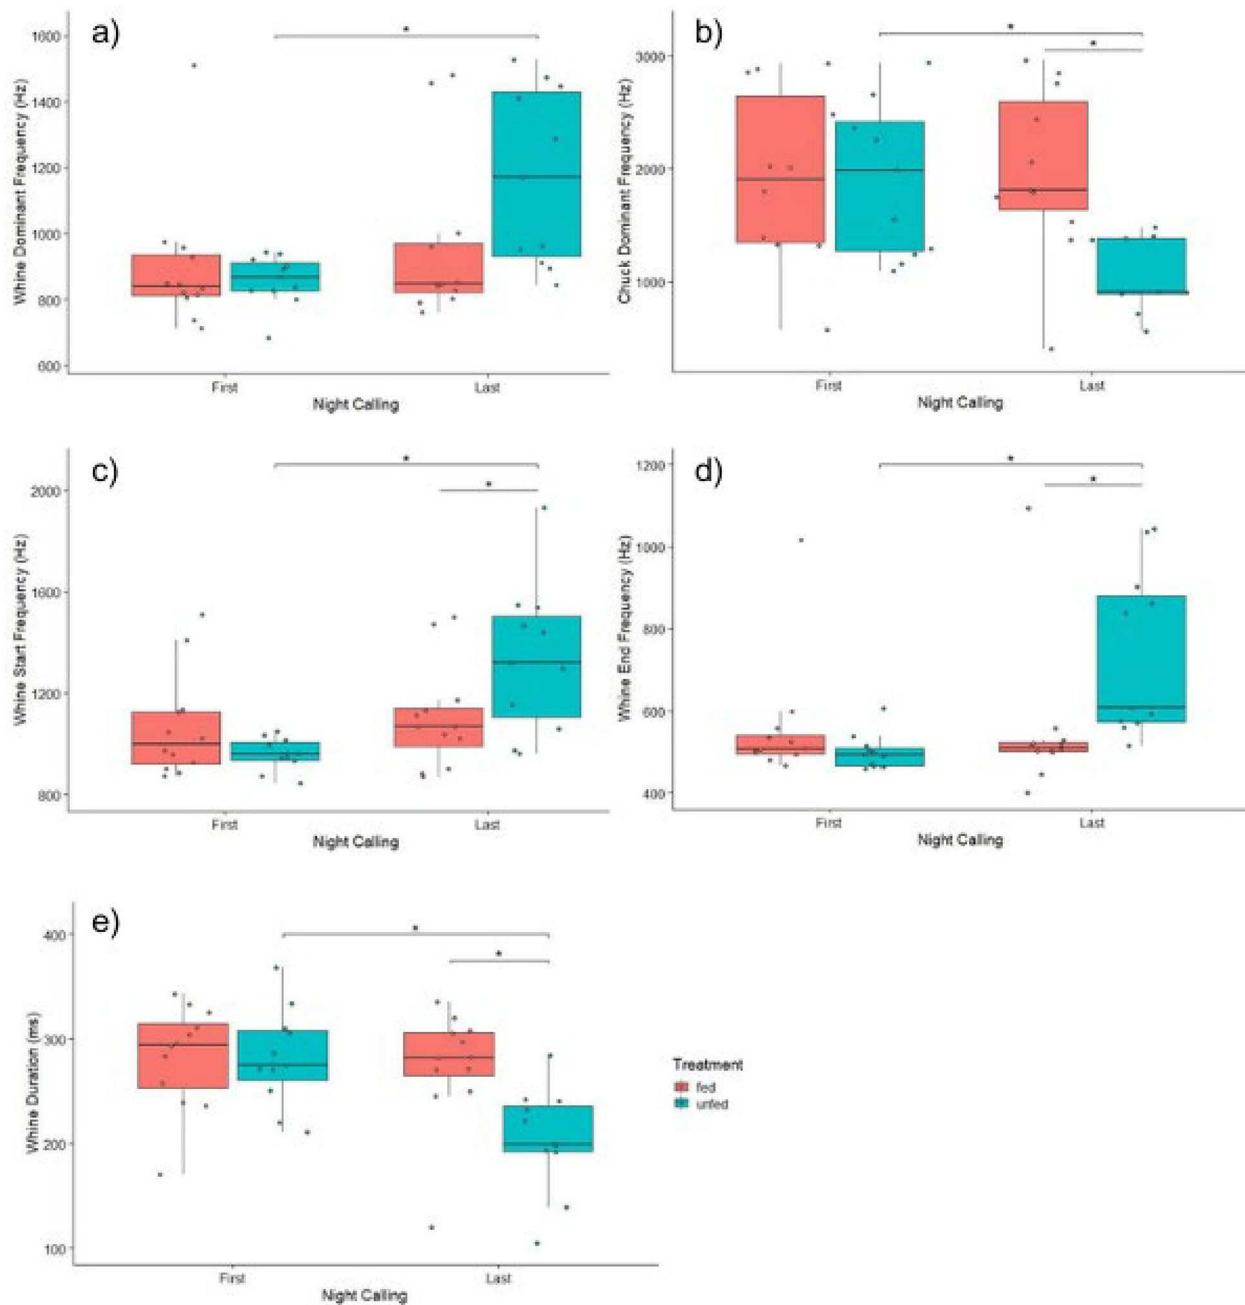 a)
*
1600
1400
1200
1000
800
600
Whine Dominant Frequency (Hz)
First
Last
Night Calling
b)
*
*
3000
2000
1000
Chuck Dominant Frequency (Hz)
First
Last
Night Calling
c)
*
*
2000
1600
1200
800
Whine Start Frequency (Hz)
First
Last
Night Calling
d)
*
*
1200
1000
800
600
400
Whine End Frequency (Hz)
First
Last
Night Calling
e)
*
*
400
300
200
100
Whine Duration (ms)
First
Last
Night Calling
Treatment
fed
unfed